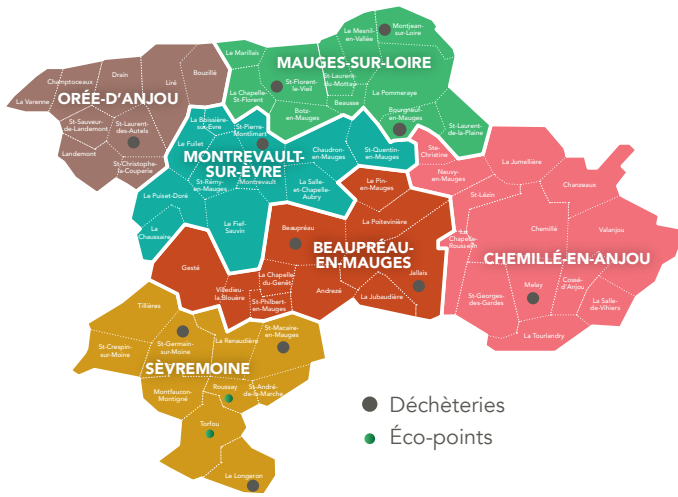 Le Mesnil-
en-Vallée
Montjean-
sur-Loire
Le Marillais
MAUGES-SUR-LOIRE
St-Florent-
le-Vieil
St-Laurent-
du-Mottay
La Chapelle-
St-Florent
La Pommeraye
Beausse
Botz-
en-Mauges
Bourgneuf-
en-Mauges
St-Laurent-
de-la-Plaine
Bouzillé
Drain
Liré
Champtoceaux
La Varenne
ORÉE-D'ANJOU
St-Sauveur-
de-Landemont
St-Laurent-
des-Autels
Landemont
St-Christophe-
la-Couperie
La Boissière-
sur-Èvre
St-Pierre-
Montlimart
Le Fuilet
MONTREVAULT-
SUR-ÈVRE
Chaudron-
en-Mauges
St-Quentin-
en-Mauges
St-Rémy-
en-Mauges
Montrevault
La Salle-
et-Chapelle-
Aubry
Le Puiset-Doré
Le Fief-
Sauvin
La
Chaussaire
Ste-
Christine
Neuvy-
en-Mauges
La Jumellière
St-Lézin
Chanzeaux
Chemillé
Valanjou
La
Chapelle-
Rousselin
CHEMILLÉ-EN-ANJOU
St-Georges-
des-Gardes
Melay
Cossé-
d'Anjou
La Salle-
de-Vihiers
La Tourlandry
Le Pin-
en-Mauges
La Poitevinière
Beaupréau
BEAUPRÉAU-
EN-MAUGES
Gesté
La Chapelle-
du-Genêt
Villedieu-
la-Blouère
St-Philbert-
en-Mauges
Andrezé
Jallais
La Jubaudière
Tillières
St-Macaire-
en-Mauges
St-Germain-
sur-Moine
La Renaudière
St-Crespin-
sur-Moine
SÈVREMOINE
Montfaucon-
Montigné
Roussay
St-André-
de-la-Marche
Torfou
Le Longeron
Déchèteries
Éco-points